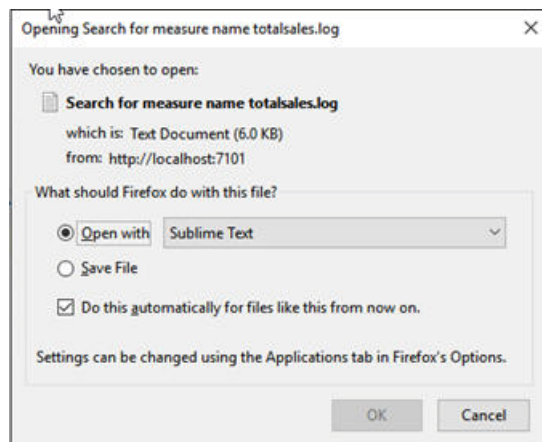 Opening Search for measure name totalsales.log
You have chosen to open:
Search for measure name totalsales.log
which is: Text Document (6.0 KB)
from: http://localhost:7101
What should Firefox do with this file?
Open with Sublime Text
Save File
Do this automatically for files like this from now on.
Settings can be changed using the Applications tab in Firefox's Options.
OK Cancel